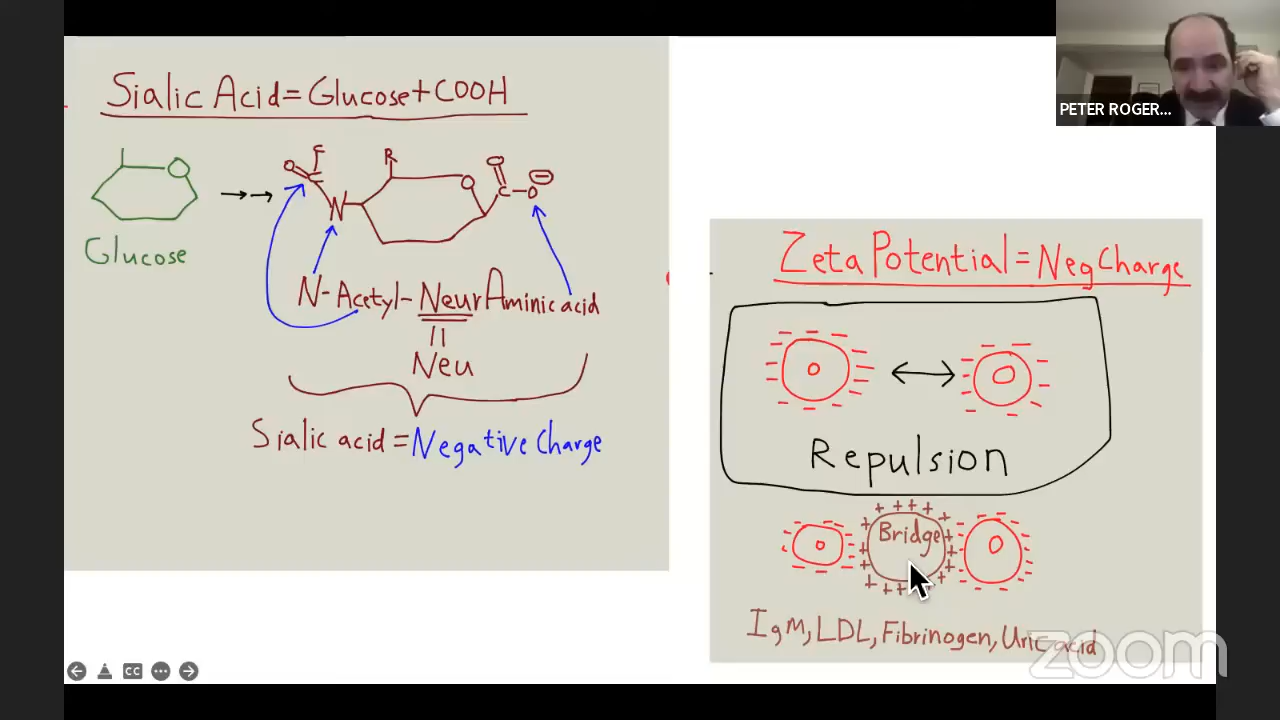 Sialic Acid=Glucose+COOH
O
F
R
O
C
O
O
C
O
N
Glucose
N-Acetyl-NeurAminic acid
=
Neu
Sialic acid=Negative Charge
PETER ROGER...
Zeta Potential=Neg Charge
Repulsion
Bridge
IgM, LDL, Fibrinogen, Uric acid
CC
zoom